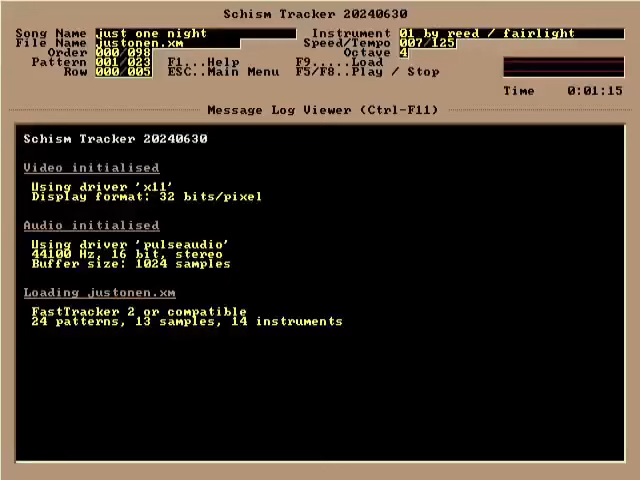 Schism Tracker 20240630
Song Name just one night Instrument 01 by reed / fairlight
File Name justonen.xm Speed/Tempo 007/125
Order 000/098 Octave 4
Pattern 001/023 F1...Help F9.....Load
Row 000/005 ESC..Main Menu F5/F8..Play / Stop
Time 0:01:15
Message Log Viewer (Ctrl-F11)
Schism Tracker 20240630
Video initialised
Using driver 'x11'
Display format: 32 bits/pixel
Audio initialised
Using driver 'pulseaudio'
44100 Hz, 16 bit, stereo
Buffer size: 1024 samples
Loading justonen.xm
FastTracker 2 or compatible
24 patterns, 13 samples, 14 instruments